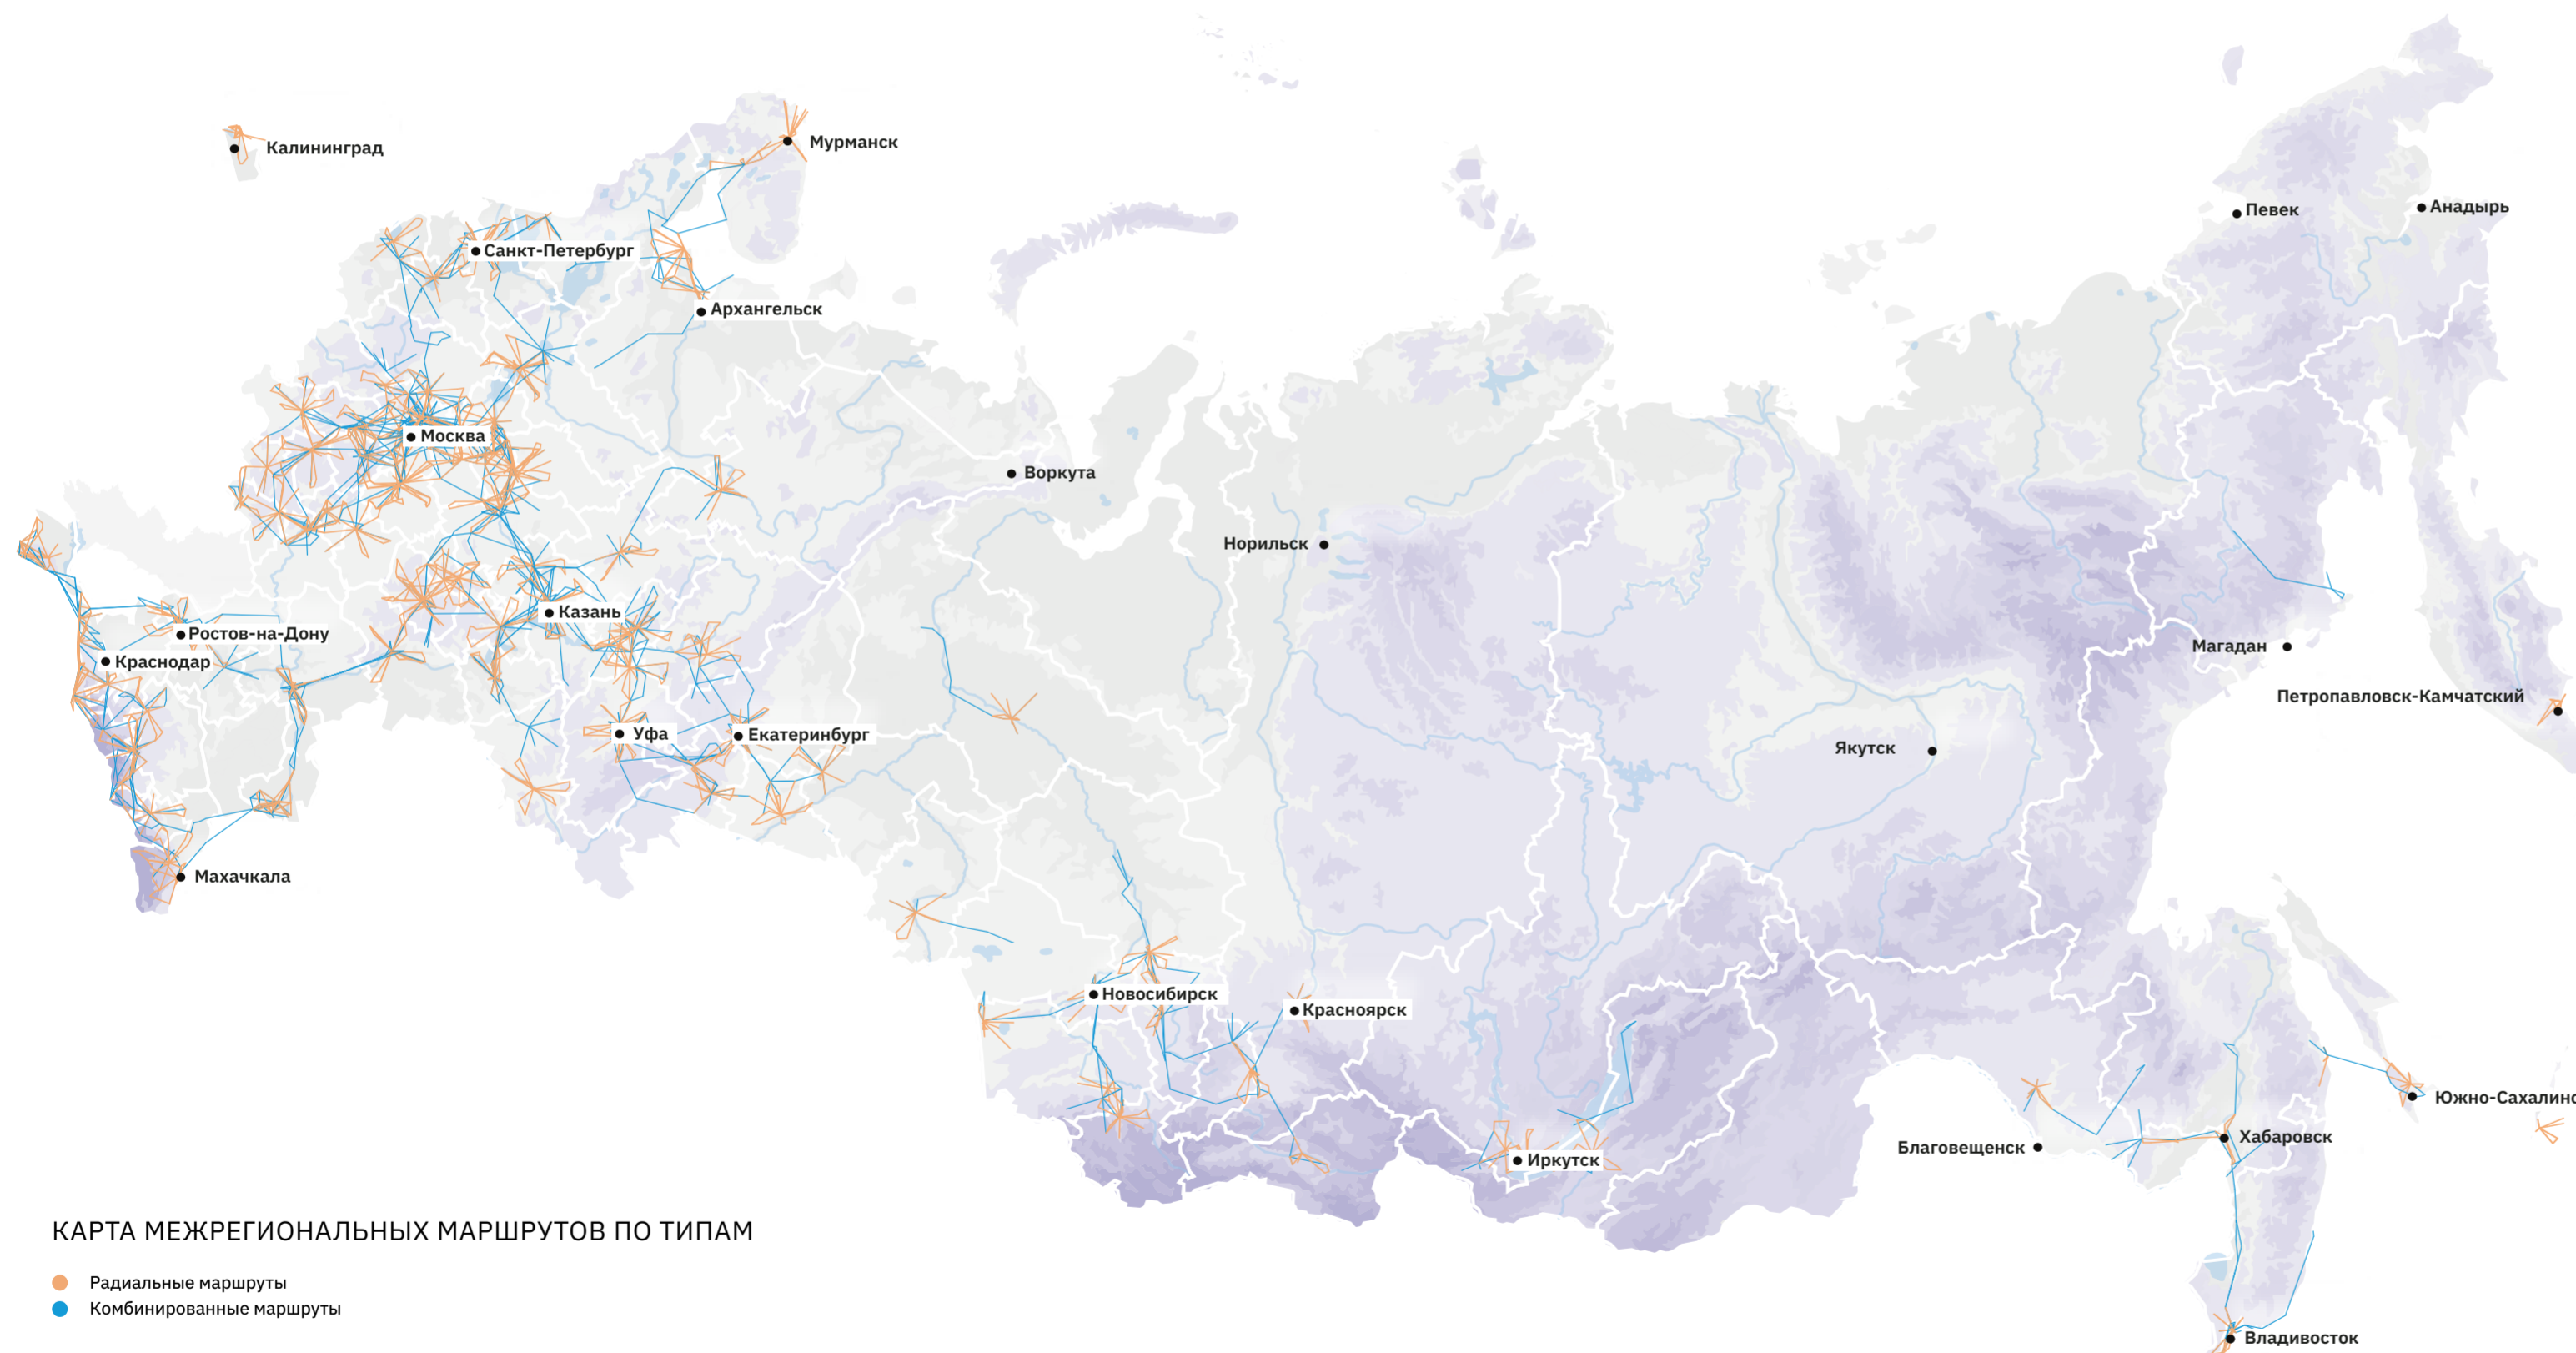 Калининград
Мурманск
Певек
Анадырь
Санкт-Петербург
Архангельск
Москва
Воркута
Норильск
Казань
Ростов-на-Дону
Краснодар
Магадан
Петропавловск-Камчатский
Уфа
Екатеринбург
Якутск
Махачкала
Новосибирск
Красноярск
Южно-Сахалинс
Хабаровск
Благовещенск
Иркутск
КАРТА МЕЖРЕГИОНАЛЬНЫХ МАРШРУТОВ ПО ТИПАМ
Радиальные маршруты
Комбинированные маршруты
Владивосток